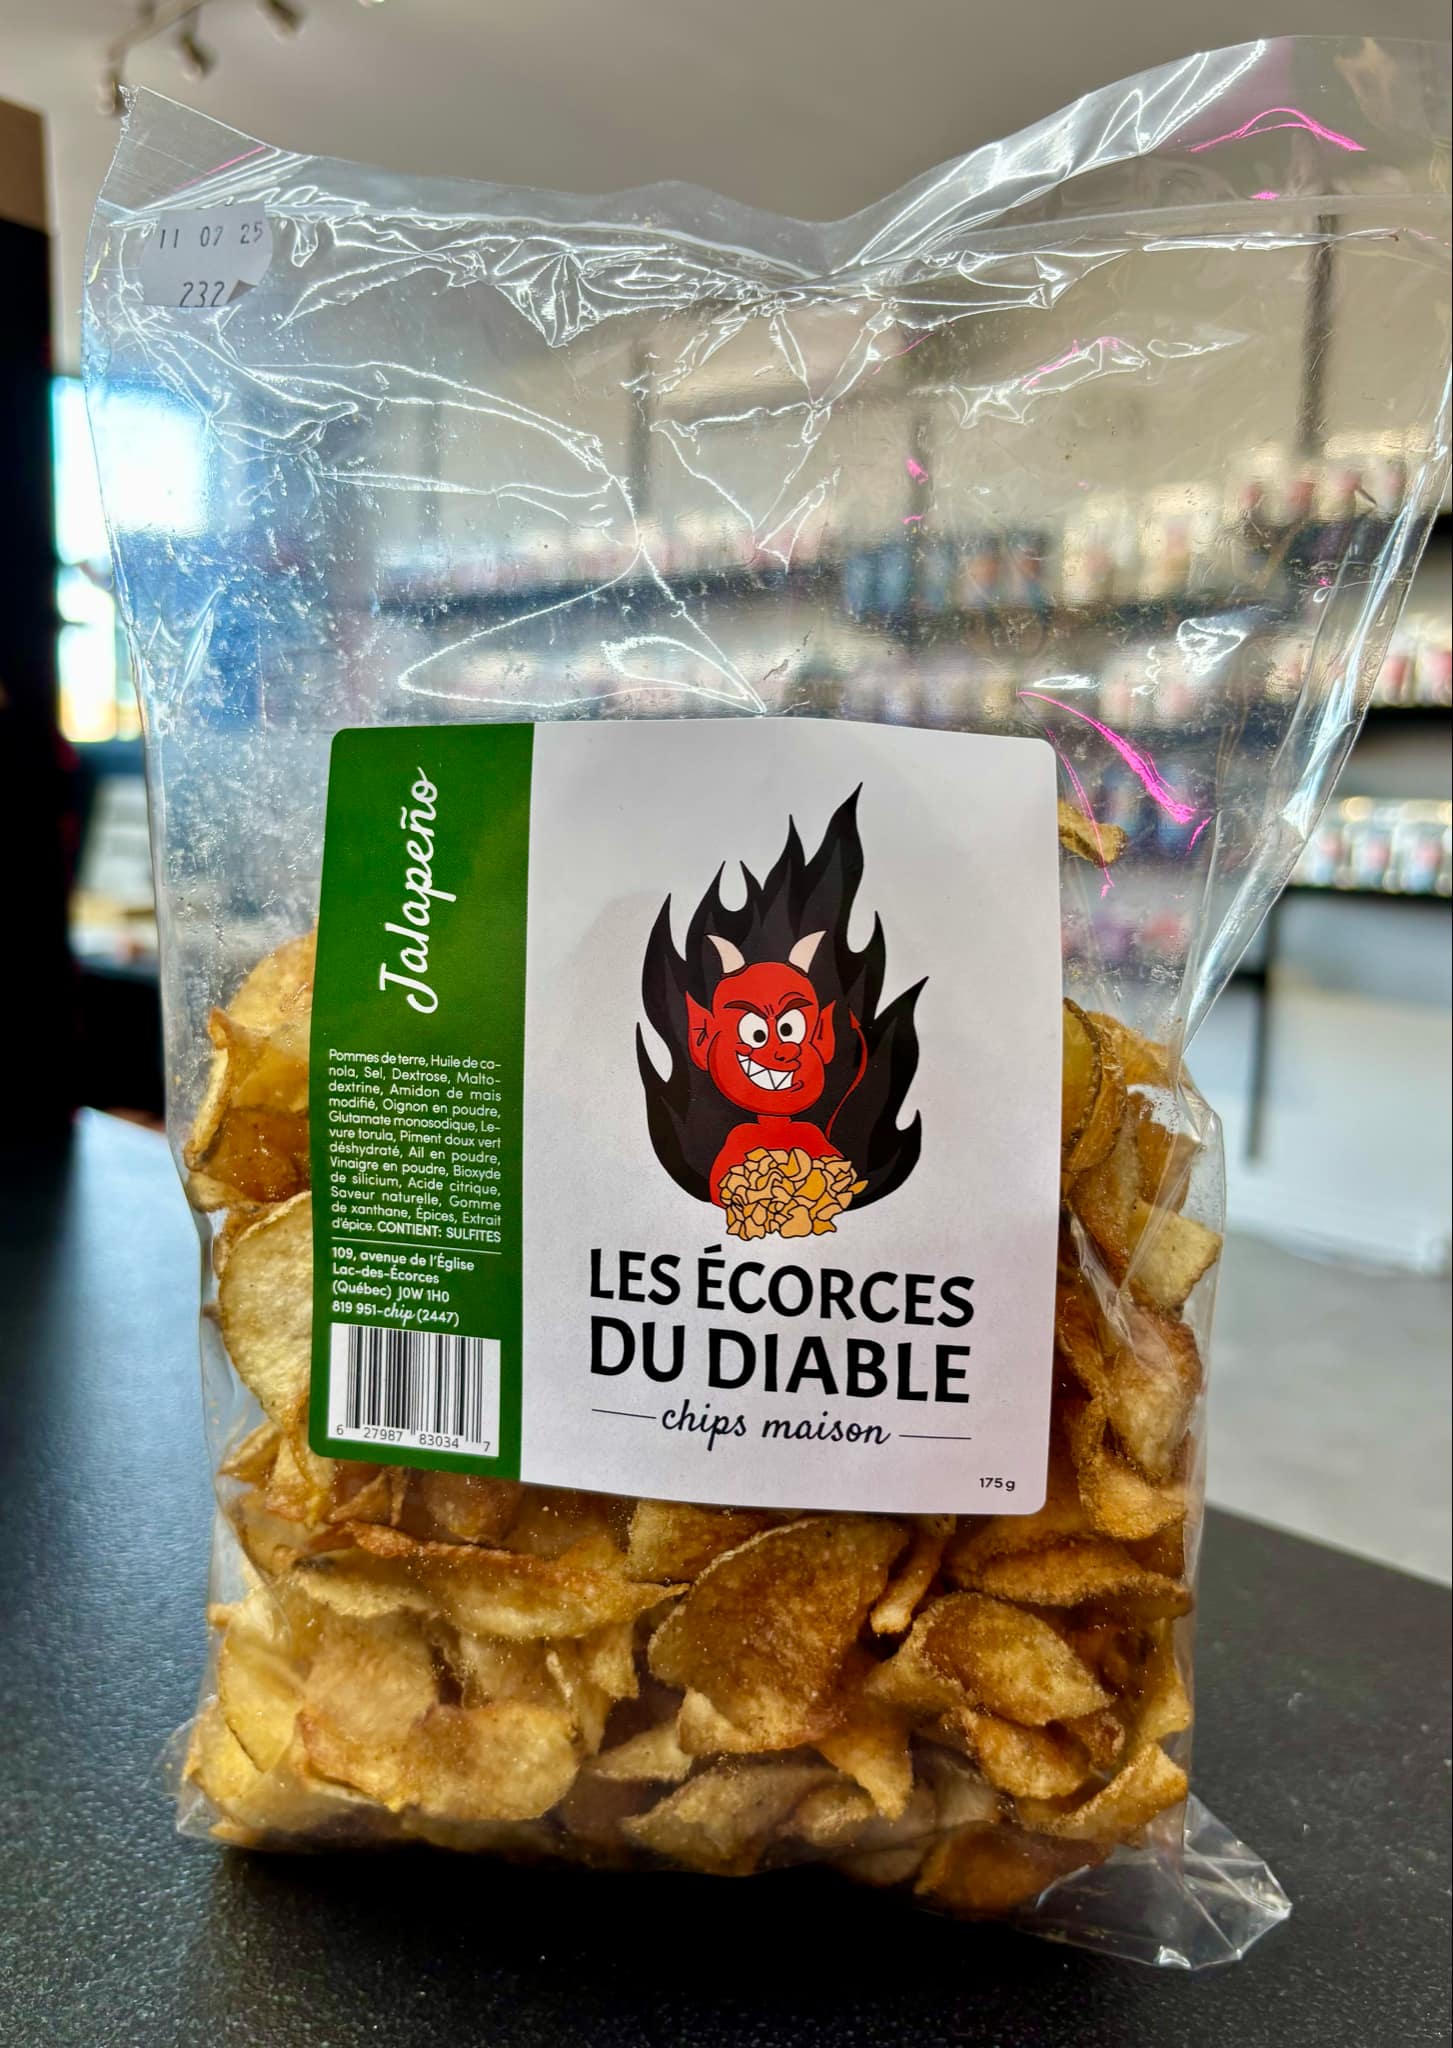 11 07 25
232
Jalapeño
Pommes de terre, Huile de ca-
nola, Sel, Dextrose, Malto-
dextrine, Amidon de mais
modifié, Oignon en poudre,
Glutamate monosodique, Le-
vure torula, Piment doux vert
déshydraté, Ail en poudre,
Vinaigre en poudre, Bioxyde
de silicium, Acide citrique,
Saveur naturelle, Gomme
de xanthane, Épices, Extrait
d'épice. CONTIENT: SULFITES
109, avenue de l'Église
Lac-des-Écorces
(Québec) J0W 1H0
819 951-chip (2447)
6 27987 83034 7
LES ÉCORCES
DU DIABLE
chips maison
175 g